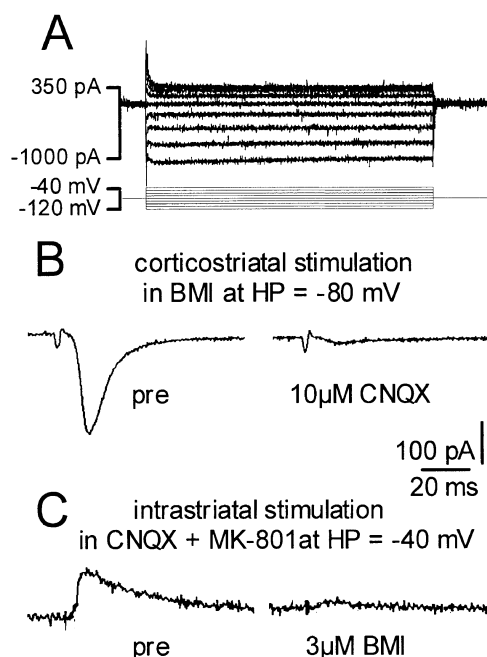 A
350 pA
-1000 pA
-40 mV
-120 mV
B
corticostriatal stimulation
in BMI at HP = -80 mV
pre
10µM CNQX
100 pA
20 ms
C
intrastriatal stimulation
in CNQX + MK-801at HP = -40 mV
pre
3µM BMI